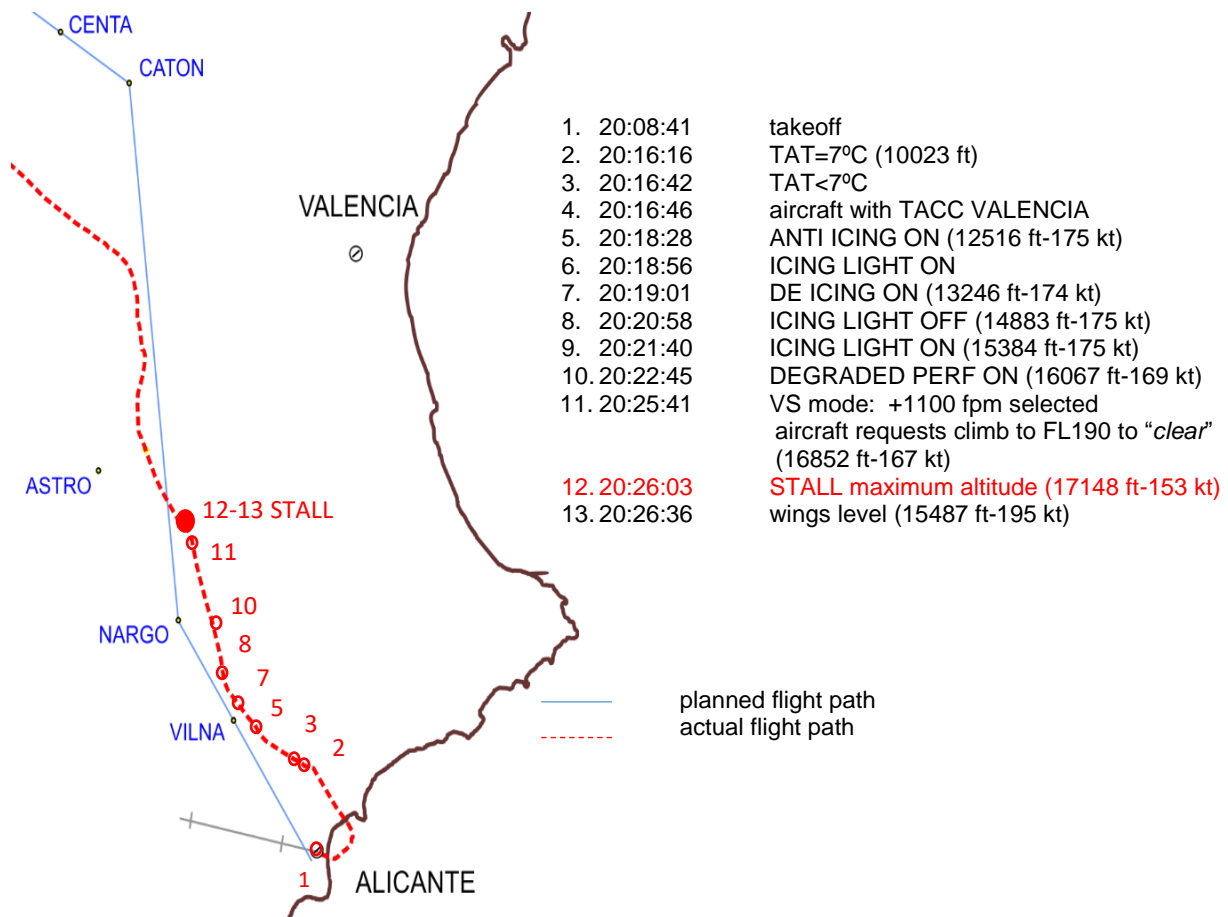 CENTA
CATON
VALENCIA
1. 20:08:41 takeoff
2. 20:16:16 TAT=7ºC (10023 ft)
3. 20:16:42 TAT<7ºC
4. 20:16:46 aircraft with TACC VALENCIA
5. 20:18:28 ANTI ICING ON (12516 ft-175 kt)
6. 20:18:56 ICING LIGHT ON
7. 20:19:01 DE ICING ON (13246 ft-174 kt)
8. 20:20:58 ICING LIGHT OFF (14883 ft-175 kt)
9. 20:21:40 ICING LIGHT ON (15384 ft-175 kt)
10. 20:22:45 DEGRADED PERF ON (16067 ft-169 kt)
11. 20:25:41 VS mode: +1100 fpm selected
aircraft requests climb to FL190 to “clear”
(16852 ft-167 kt)
12. 20:26:03 STALL maximum altitude (17148 ft-153 kt)
13. 20:26:36 wings level (15487 ft-195 kt)
ASTRO
12-13 STALL
11
10
NARGO
8
7
5
VILNA
3
2
planned flight path
actual flight path
1
ALICANTE